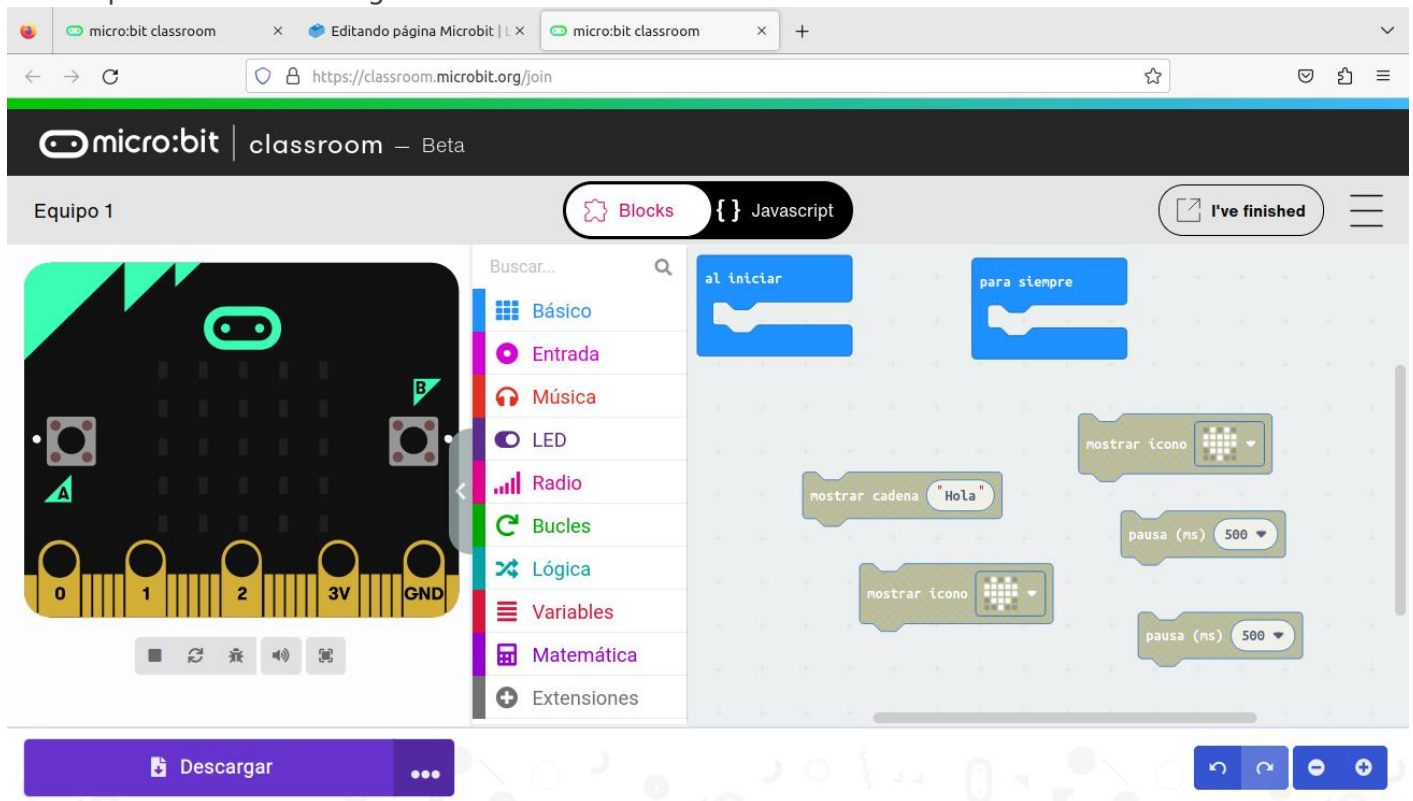 micro:bit classroom
Editando página Microbit | L
micro:bit classroom
https://classroom.microbit.org/join
micro:bit | classroom – Beta
Equipo 1
Blocks
{ } Javascript
I've finished
Buscar...
Básico
Entrada
Música
LED
Radio
Bucles
Lógica
Variables
Matemática
Extensiones
A
B
0 1 2 3V GND
al iniciar
para siempre
mostrar icono
mostrar cadena "Hola"
pausa (ms) 500
mostrar icono
pausa (ms) 500
Descargar